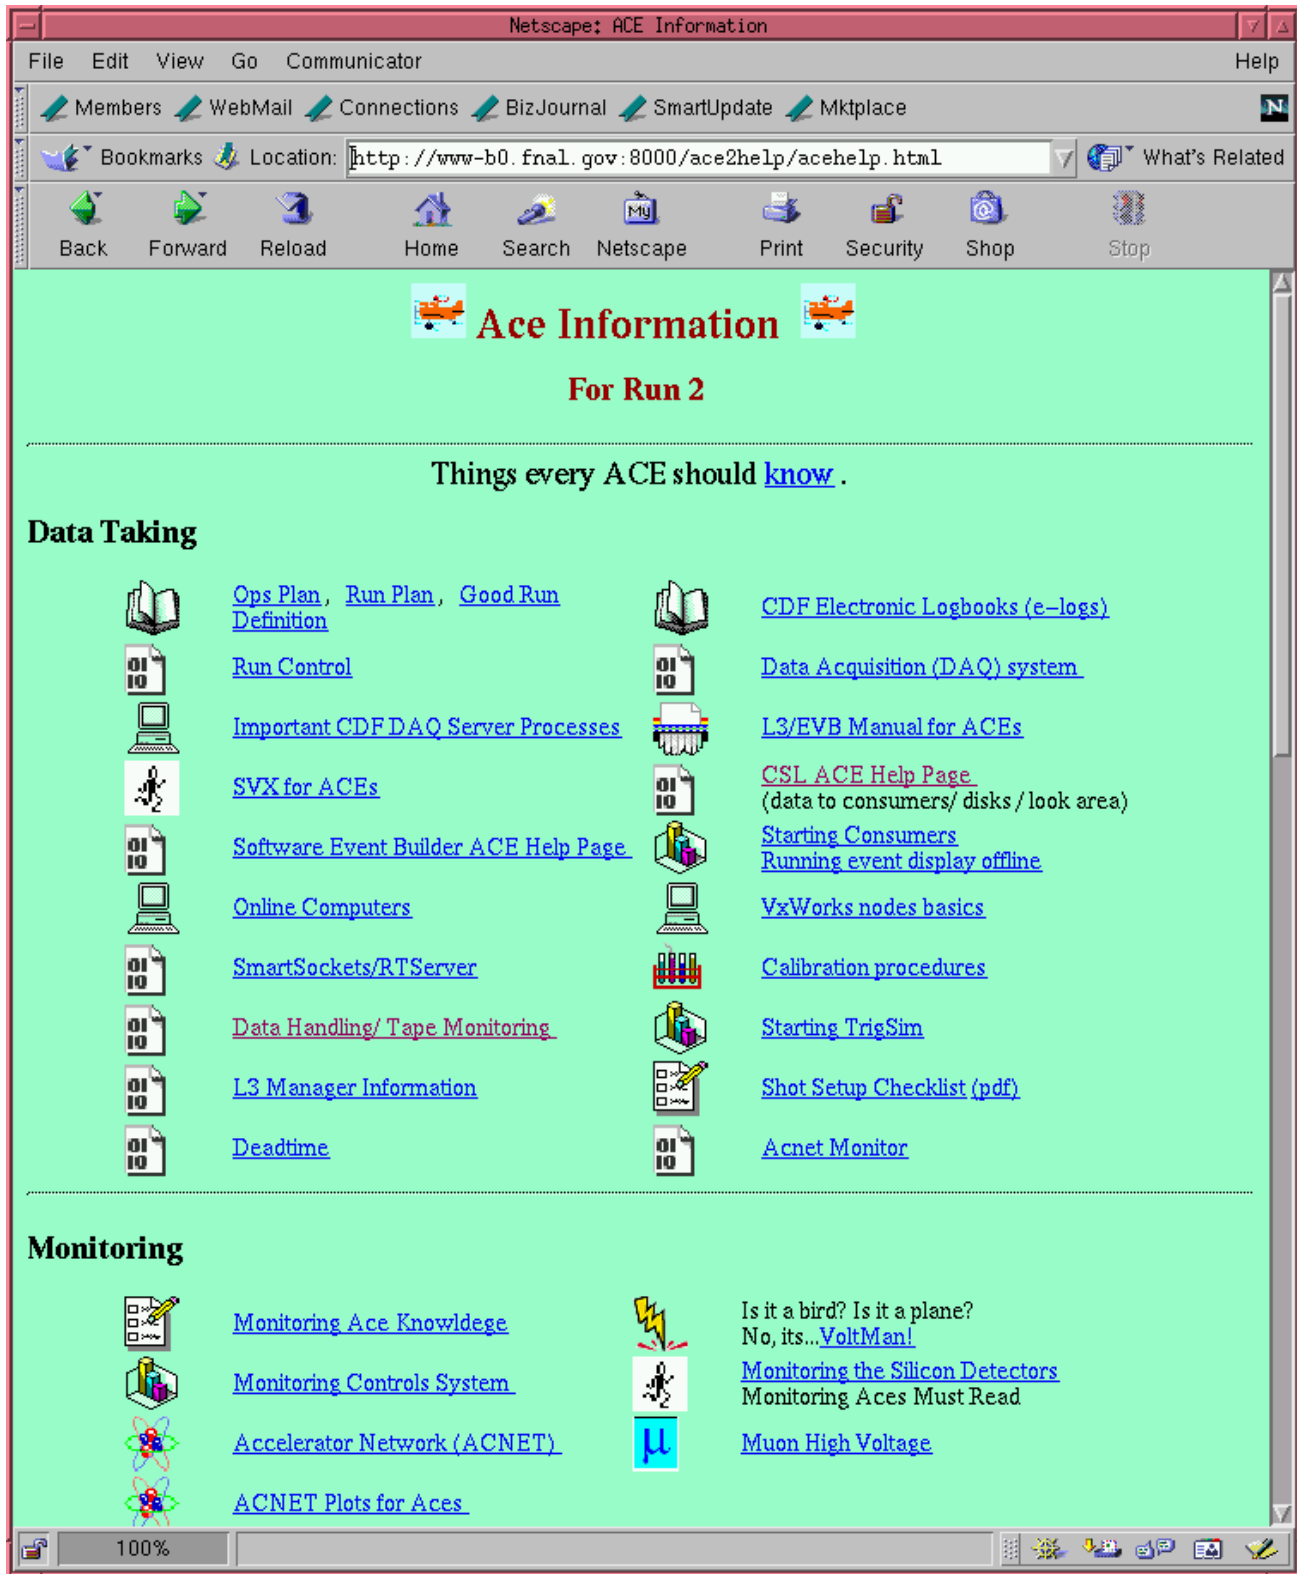 Netscape: ACE Information
File Edit View Go Communicator Help
Members WebMail Connections BizJournal SmartUpdate Mktplace N
Bookmarks Location: http://www-b0.fnal.gov:8000/ace2help/acehelp.html What's Related
My
Back Forward Reload Home Search Netscape Print Security Shop Stop
Ace Information
For Run 2
Things every ACE should know .
Data Taking
Ops Plan , Run Plan , Good Run
Definition
CDF Electronic Logbooks (e-logs)
Run Control
Data Acquisition (DAQ) system
Important CDF DAQ Server Processes
L3/EVB Manual for ACEs
SVX for ACEs
CSL ACE Help Page
(data to consumers/ disks / look area)
Software Event Builder ACE Help Page
Starting Consumers
Running event display offline
Online Computers
VxWorks nodes basics
SmartSockets/RTServer
Calibration procedures
Data Handling/ Tape Monitoring
Starting TrigSim
L3 Manager Information
Shot Setup Checklist (pdf)
Deadtime
Acnet Monitor
Monitoring
Monitoring Ace Knowldege
Is it a bird? Is it a plane?
No, its...VoltMan!
Monitoring Controls System
Monitoring the Silicon Detectors
Monitoring Aces Must Read
Accelerator Network (ACNET)
μ
Muon High Voltage
ACNET Plots for Aces
100%